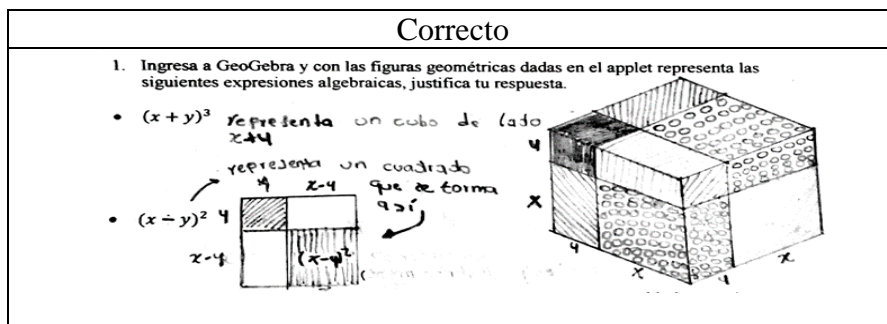 Correcto
1. Ingresa a GeoGebra y con las figuras geométricas dadas en el applet representa las
siguientes expresiones algebraicas, justifica tu respuesta.
• (x + y)³ representa un cubo de lado
x+y
representa un cuadrado
que se forma
así
y x-y
• (x ÷ y)² y
x-y (x-y)²
y
x
y x y x